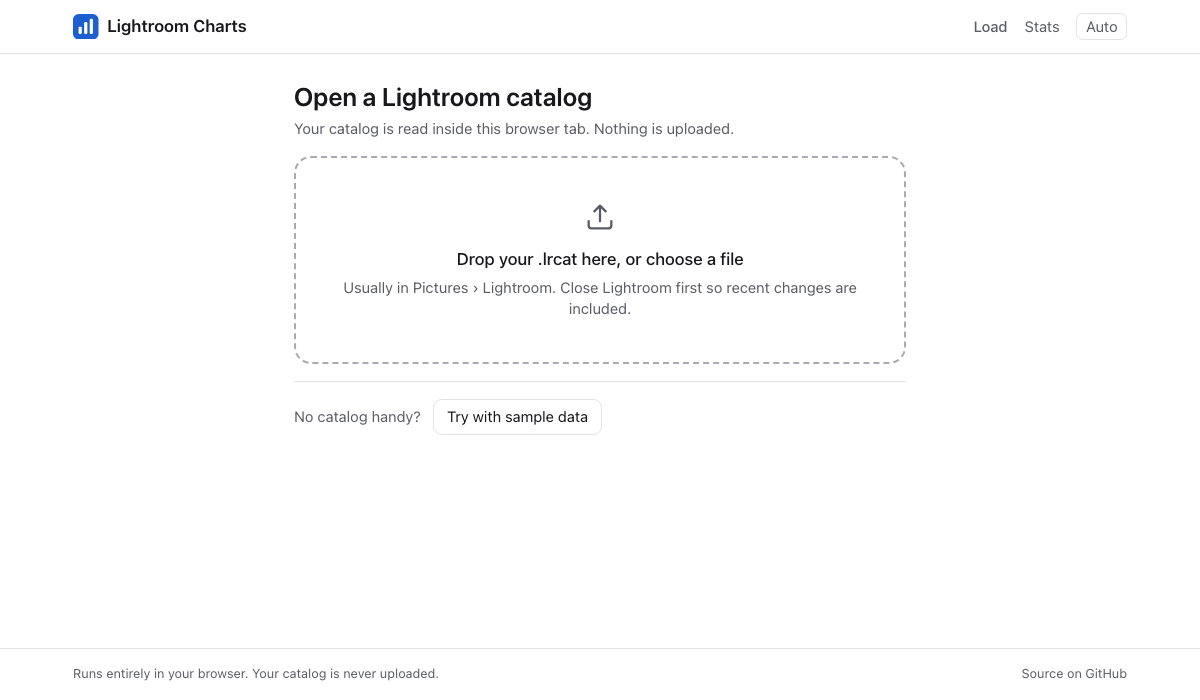 Lightroom Charts
Load
Stats
Auto
Open a Lightroom catalog
Your catalog is read inside this browser tab. Nothing is uploaded.
Drop your .lrcat here, or choose a file
Usually in Pictures › Lightroom. Close Lightroom first so recent changes are
included.
No catalog handy?
Try with sample data
Runs entirely in your browser. Your catalog is never uploaded.
Source on GitHub